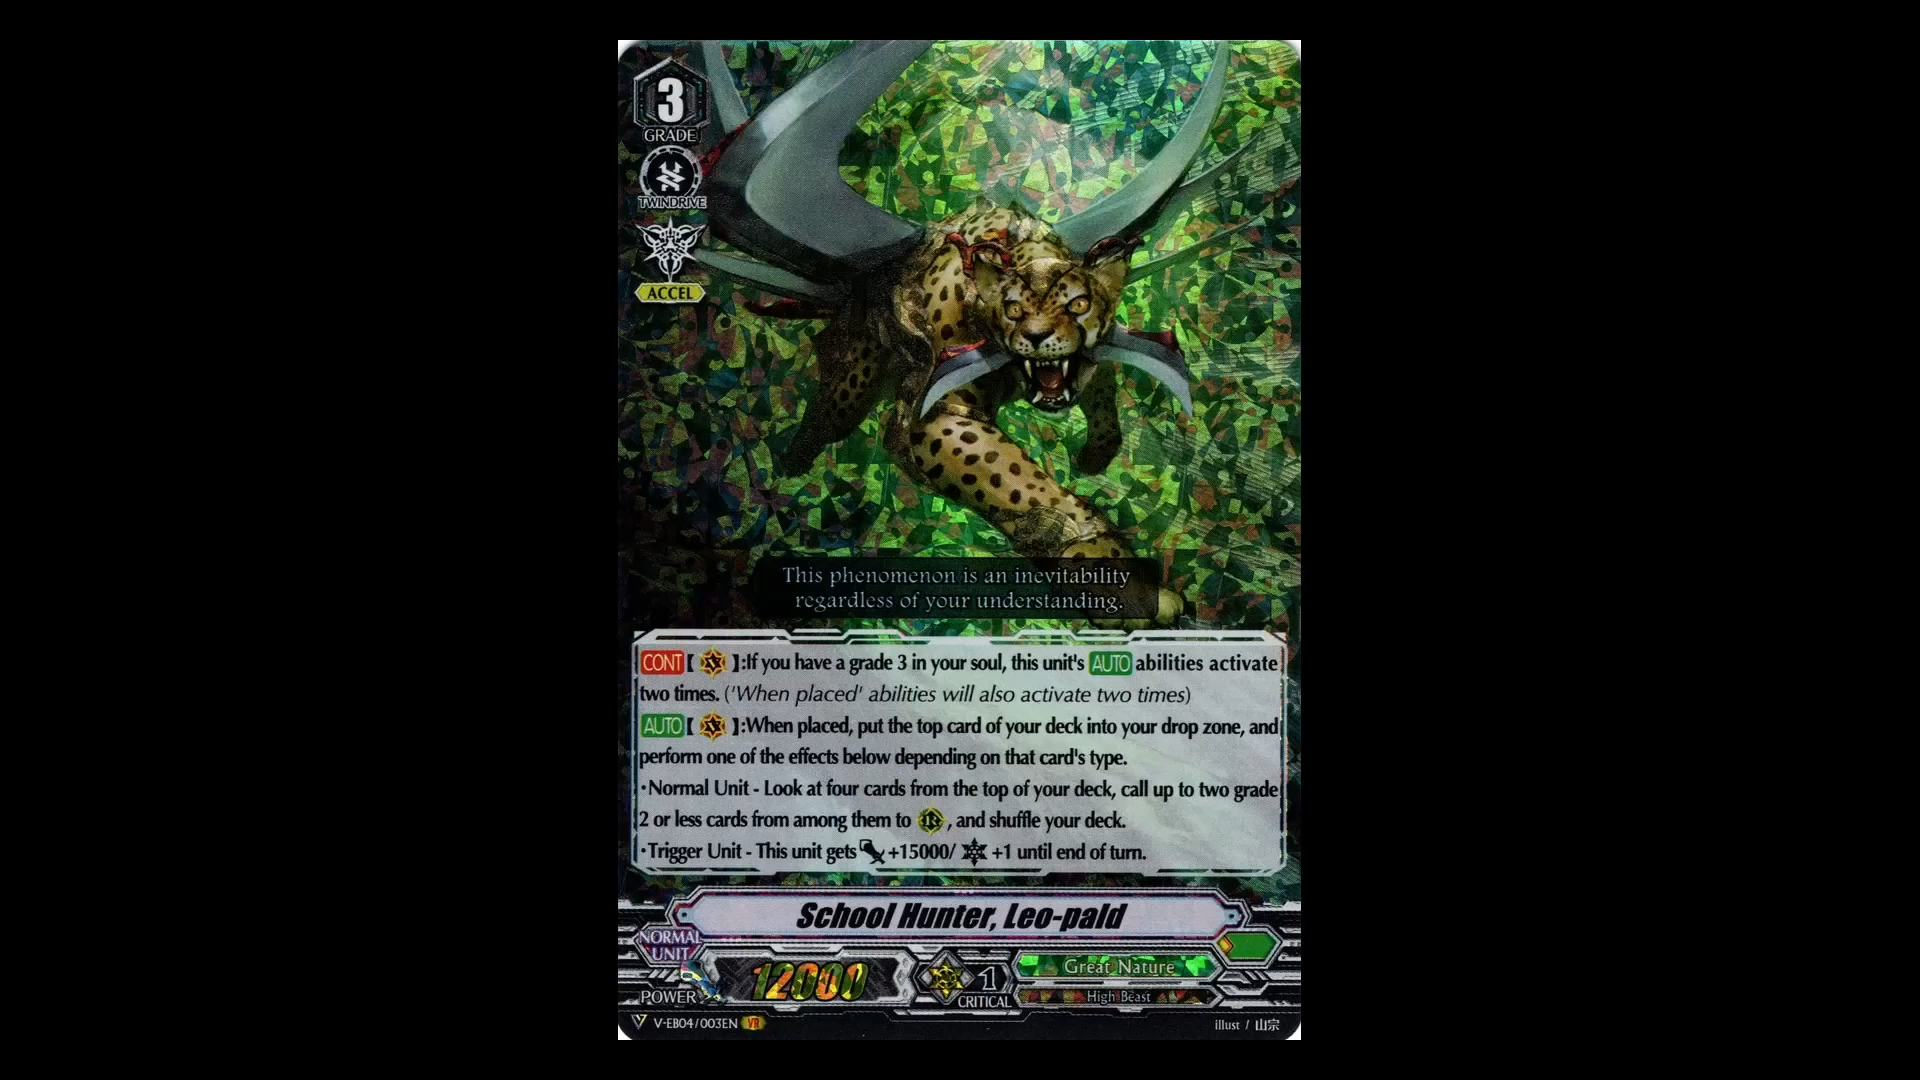 3
GRADE
TWINDRIVE
ACCEL
This phenomenon is an inevitability
regardless of your understanding.
CONT【 V 】:If you have a grade 3 in your soul, this unit's AUTO abilities activate
two times. ('When placed' abilities will also activate two times)
AUTO【 V 】:When placed, put the top card of your deck into your drop zone, and
perform one of the effects below depending on that card's type.
・Normal Unit - Look at four cards from the top of your deck, call up to two grade
2 or less cards from among them to R , and shuffle your deck.
・Trigger Unit - This unit gets +15000/ +1 until end of turn.
School Hunter, Leo-pald
NORMAL
UNIT
POWER 12000
1
CRITICAL
Great Nature
High Beast
V-EB04/003EN VR
illust / 山宗